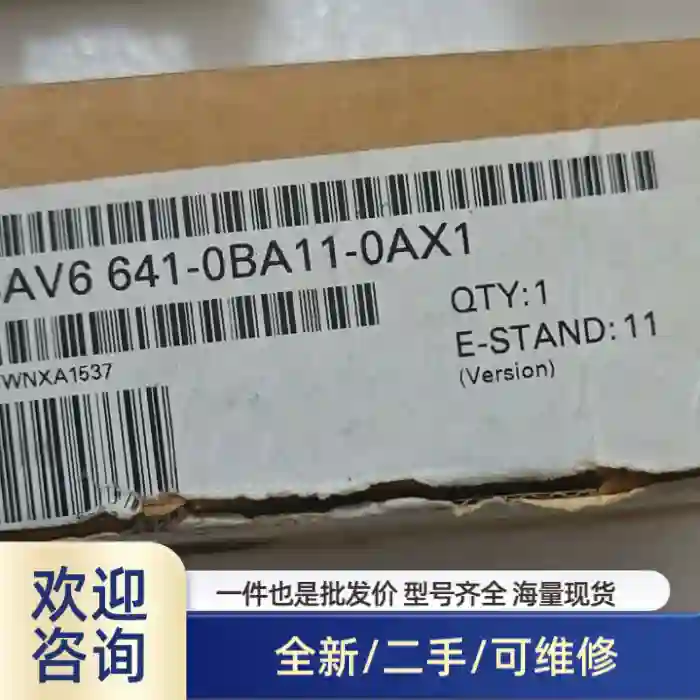 AV6 641-0BA11-0AX1
QTY:1
E-STAND:11
(Version)
WNXA1537
欢迎
咨询
一件也是批发价 型号齐全 海量现货
全新/二手/可维修